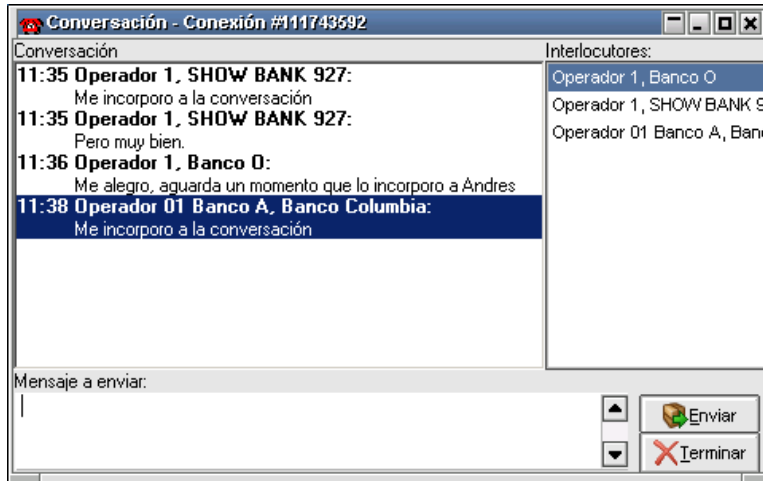 Conversación - Conexión #111743592
Conversación
11:35 Operador 1, SHOW BANK 927:
Me incorporo a la conversación
11:35 Operador 1, SHOW BANK 927:
Pero muy bien.
11:36 Operador 1, Banco O:
Me alegro, aguarda un momento que lo incorporo a Andres
11:38 Operador 01 Banco A, Banco Columbia:
Me incorporo a la conversación
Interlocutores:
Operador 1, Banco O
Operador 1, SHOW BANK
Operador 01 Banco A,
Mensaje a enviar:
Enviar
Terminar